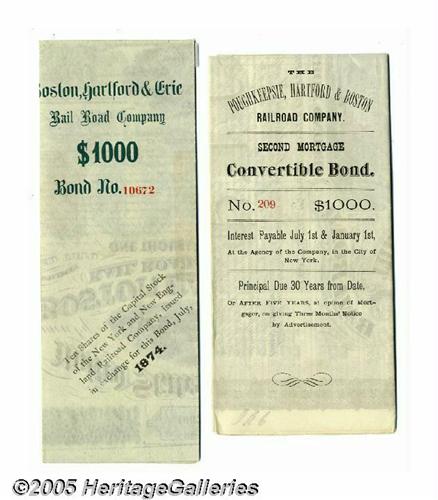 Boston, Hartford & Erie
Rail Road Company
$1000
Bond No. 10672
Ten Shares of the Capital Stock
of the New York and New Eng-
land Railroad Company, issued
in exchange for this Bond, July,
1874.
THE
POUGHKEEPSIE, HARTFORD & BOSTON
RAILROAD COMPANY.
SECOND MORTGAGE
Convertible Bond.
No. 209 $1000.
Interest Payable July 1st & January 1st,
At the Agency of the Company, in the City of
New York.
Principal Due 30 Years from Date.
Or After Five Years, at option of Mort-
gagor, on giving Three Months' Notice
by Advertisement.
©2005 HeritageGalleries